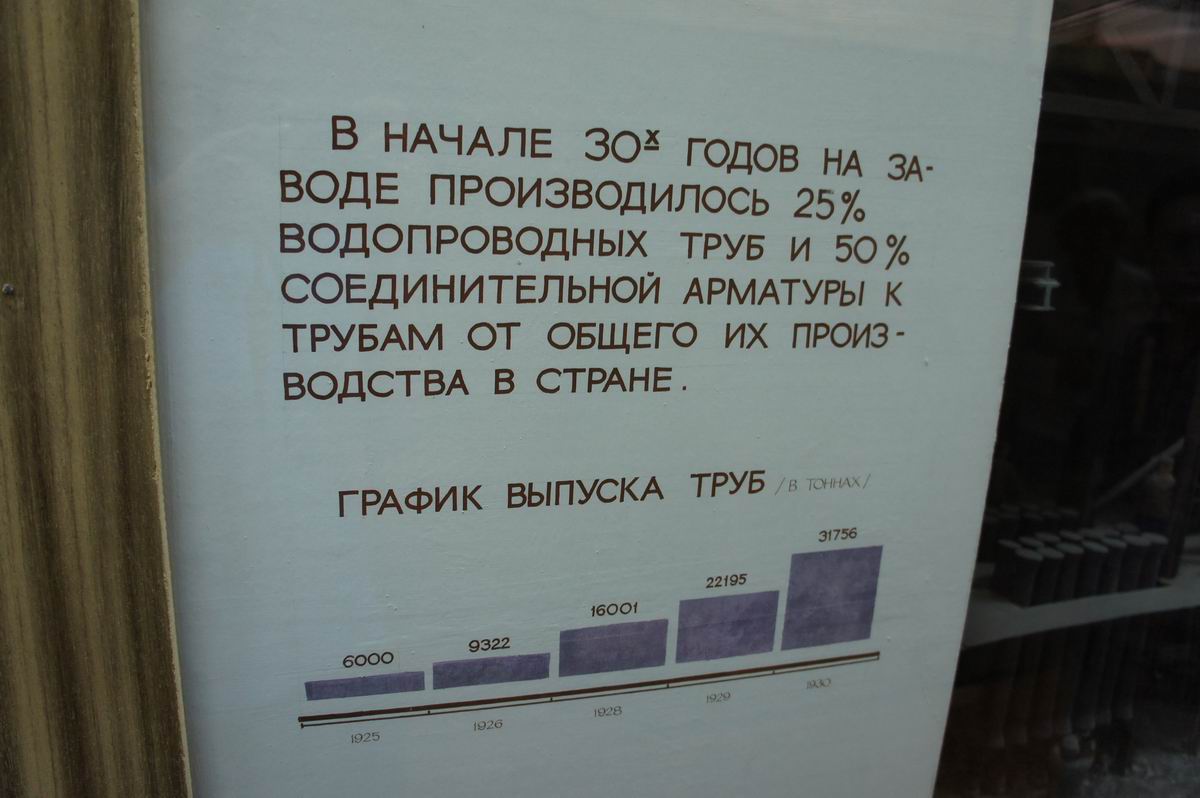 В НАЧАЛЕ 30х ГОДОВ НА ЗА-
ВОДЕ ПРОИЗВОДИЛОСЬ 25%
ВОДОПРОВОДНЫХ ТРУБ И 50%
СОЕДИНИТЕЛЬНОЙ АРМАТУРЫ К
ТРУБАМ ОТ ОБЩЕГО ИХ ПРОИЗ-
ВОДСТВА В СТРАНЕ.
ГРАФИК ВЫПУСКА ТРУБ /В ТОННАХ/
6000 9322 16001 22195 31756
1925 1926 1928 1929 1930